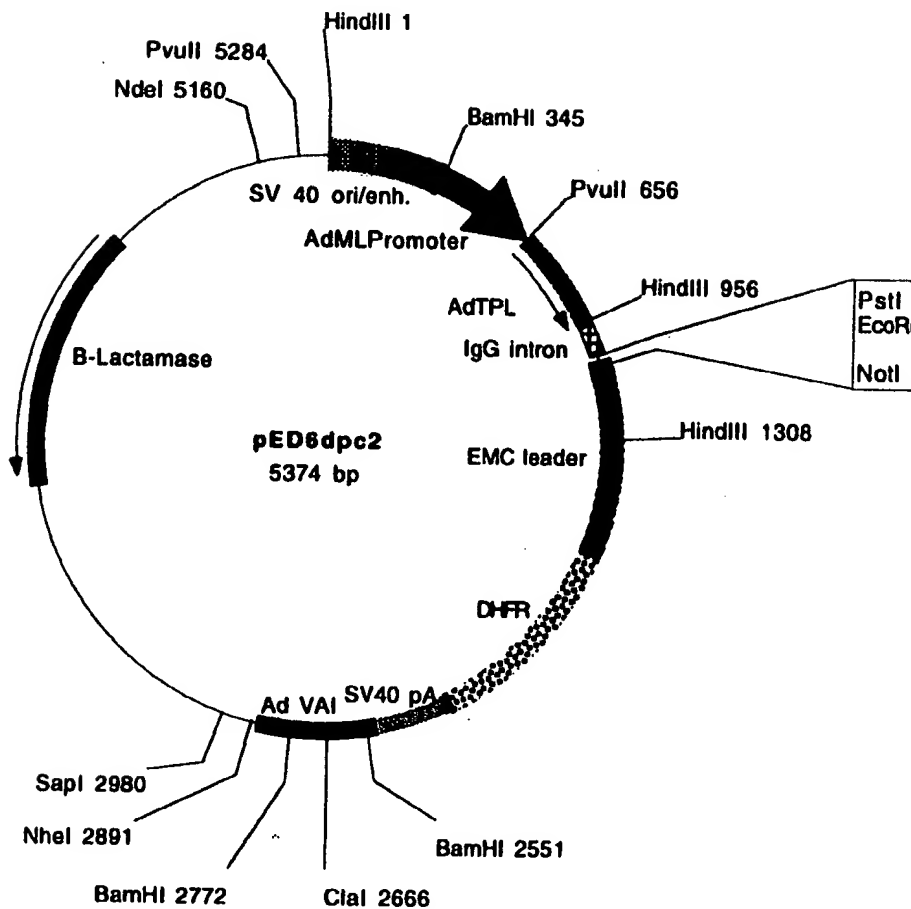 HindIII 1
PvuII 5284
NdeI 5160
BamHI 345
SV 40 ori/enh.
PvuII 656
AdMLPromoter
HindIII 956
AdTPL
PstI
EcoRI
IgG intron
B-Lactamase
NotI
pED6dpc2
5374 bp
EMC leader
HindIII 1308
DHFR
SV40 pA
Ad VAI
SapI 2980
NheI 2891
BamHI 2551
BamHI 2772
ClaI 2666